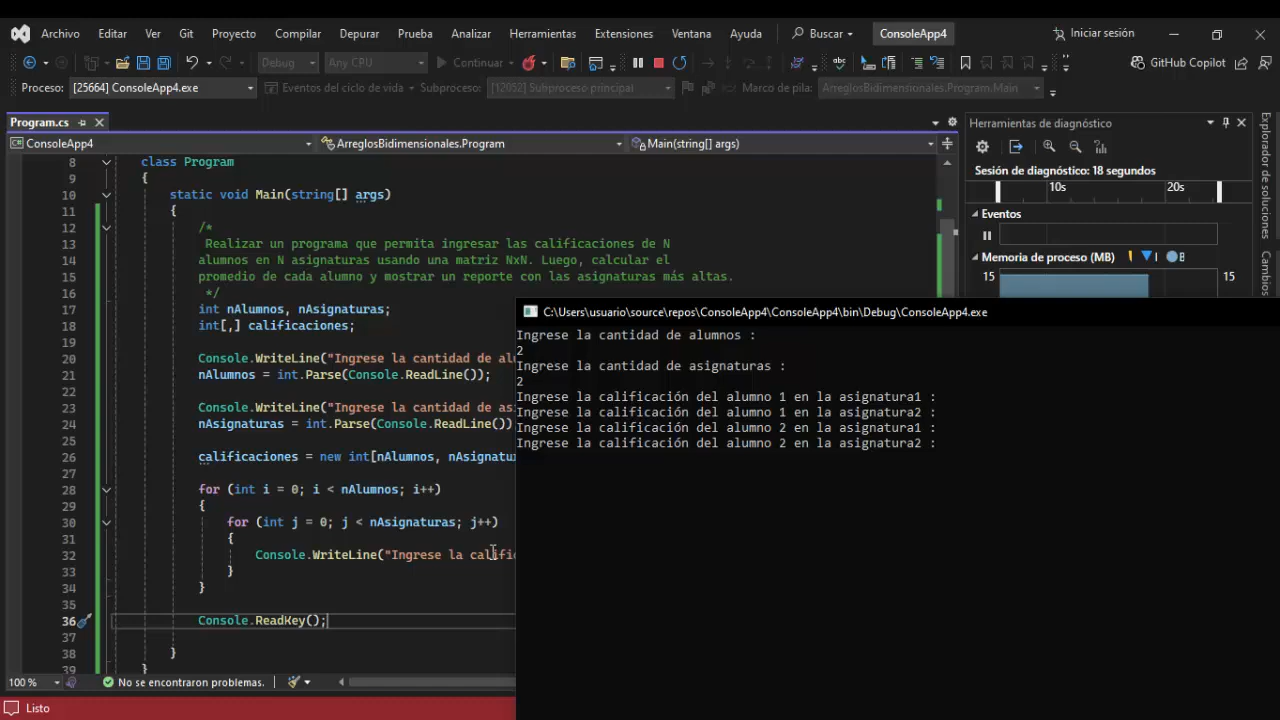 Archivo Editar Ver Git Proyecto Compilar Depurar Prueba Analizar Herramientas Extensiones Ventana Ayuda Buscar ConsoleApp4 Iniciar sesión
Debug Any CPU Continuar GitHub Copilot
Proceso: [25664] ConsoleApp4.exe Eventos del ciclo de vida Subproceso: [12052] Subproceso principal Marco de pila: ArreglosBidimensionales.Program.Main
Program.cs
ConsoleApp4 ArreglosBidimensionales.Program Main(string[] args)
8 class Program
9 {
10 static void Main(string[] args)
11 {
12 /*
13 Realizar un programa que permita ingresar las calificaciones de N
14 alumnos en N asignaturas usando una matriz NxN. Luego, calcular el
15 promedio de cada alumno y mostrar un reporte con las asignaturas más altas.
16 */
17 int nAlumnos, nAsignaturas;
18 int[,] calificaciones;
19
20 Console.WriteLine("Ingrese la cantidad de alu
21 nAlumnos = int.Parse(Console.ReadLine());
22
23 Console.WriteLine("Ingrese la cantidad de as
24 nAsignaturas = int.Parse(Console.ReadLine())
25
26 calificaciones = new int[nAlumnos, nAsignatu
27
28 for (int i = 0; i < nAlumnos; i++)
29 {
30 for (int j = 0; j < nAsignaturas; j++)
31 {
32 Console.WriteLine("Ingrese la califi
33 }
34 }
35
36 Console.ReadKey();
37
38 }
39 }
100 % No se encontraron problemas.
Listo
Herramientas de diagnóstico
Sesión de diagnóstico: 18 segundos
10s 20s
Eventos
Memoria de proceso (MB)
15 15
Explorador de soluciones
Cambios
C:\Users\usuario\source\repos\ConsoleApp4\ConsoleApp4\bin\Debug\ConsoleApp4.exe
Ingrese la cantidad de alumnos :
2
Ingrese la cantidad de asignaturas :
2
Ingrese la calificación del alumno 1 en la asignatura1 :
Ingrese la calificación del alumno 1 en la asignatura2 :
Ingrese la calificación del alumno 2 en la asignatura1 :
Ingrese la calificación del alumno 2 en la asignatura2 :